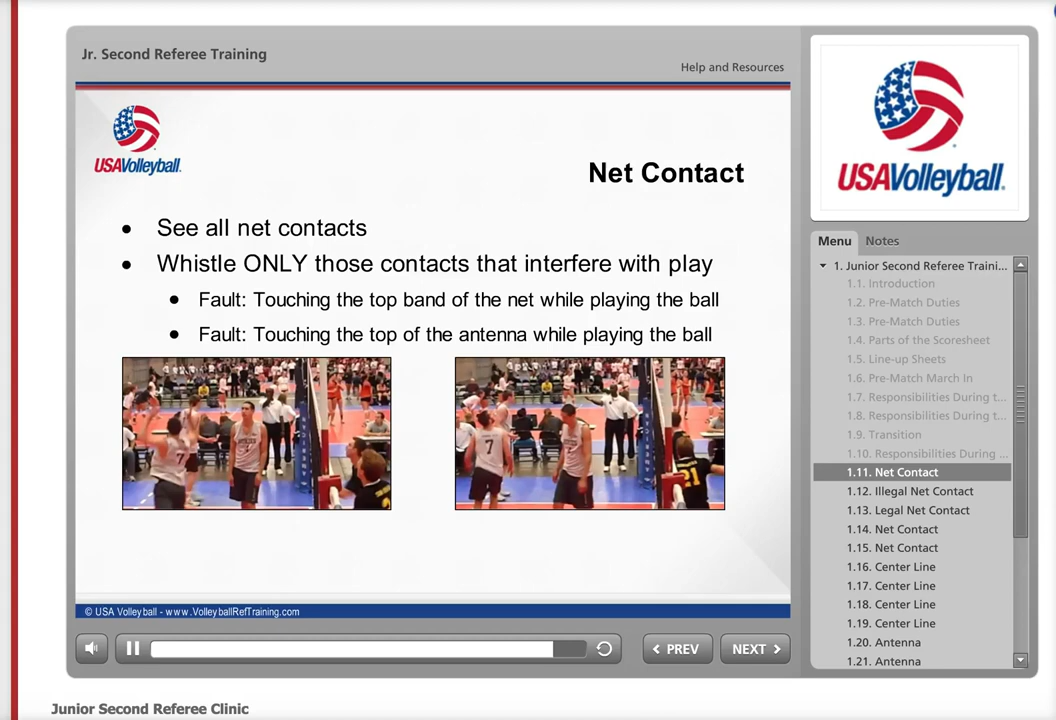 Jr. Second Referee Training
Help and Resources
USAVolleyball.
Net Contact
• See all net contacts
• Whistle ONLY those contacts that interfere with play
• Fault: Touching the top band of the net while playing the ball
• Fault: Touching the top of the antenna while playing the ball
7
7
21
© USA Volleyball - www.VolleyballRefTraining.com
< PREV
NEXT >
USAVolleyball.
Menu Notes
1. Junior Second Referee Traini...
1.1. Introduction
1.2. Pre-Match Duties
1.3. Pre-Match Duties
1.4. Parts of the Scoresheet
1.5. Line-up Sheets
1.6. Pre-Match March In
1.7. Responsibilities During t...
1.8. Responsibilities During t...
1.9. Transition
1.10. Responsibilities During ...
1.11. Net Contact
1.12. Illegal Net Contact
1.13. Legal Net Contact
1.14. Net Contact
1.15. Net Contact
1.16. Center Line
1.17. Center Line
1.18. Center Line
1.19. Center Line
1.20. Antenna
1.21. Antenna
Junior Second Referee Clinic